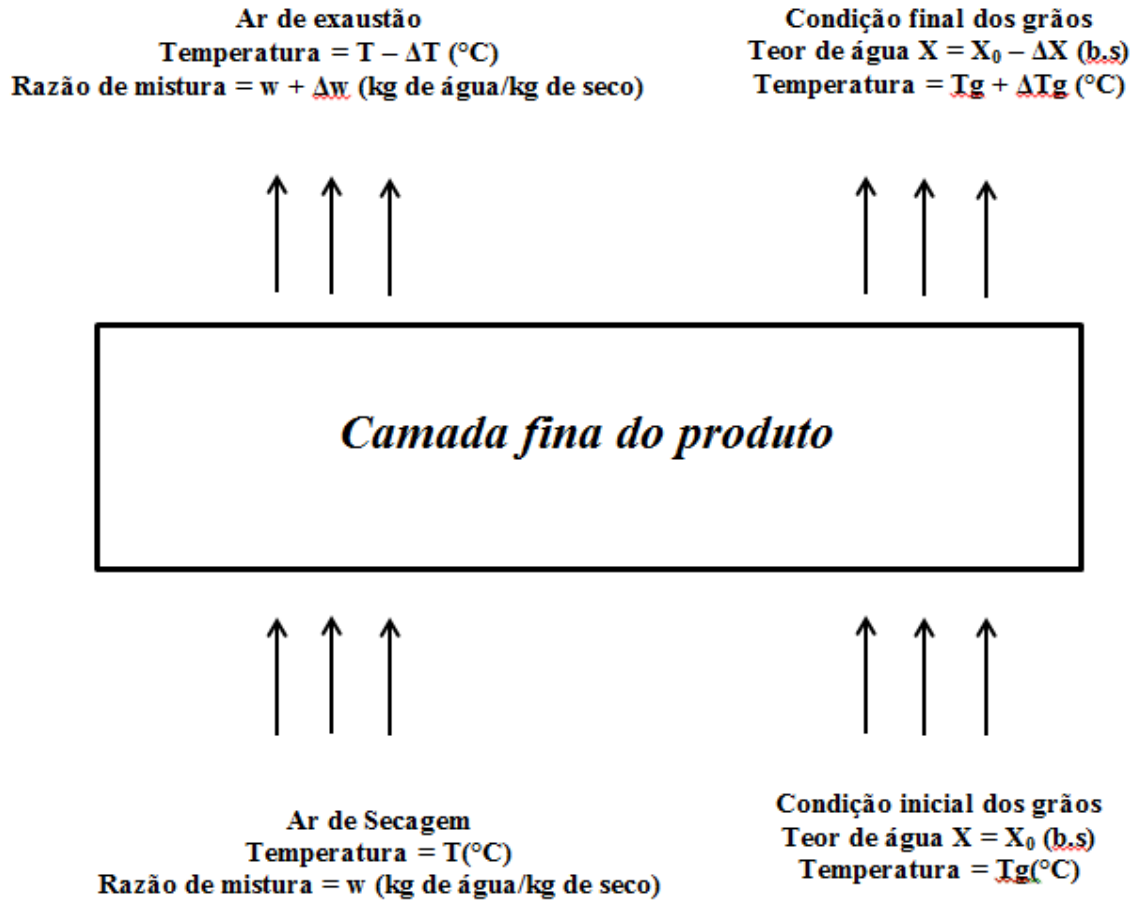 Ar de exaustão
Temperatura = T – ΔT (°C)
Razão de mistura = w + Δw (kg de água/kg de seco)
Condição final dos grãos
Teor de água X = X₀ – ΔX (b.s)
Temperatura = Tg + ΔTg (°C)
Camada fina do produto
Ar de Secagem
Temperatura = T(°C)
Razão de mistura = w (kg de água/kg de seco)
Condição inicial dos grãos
Teor de água X = X₀ (b.s)
Temperatura = Tg(°C)